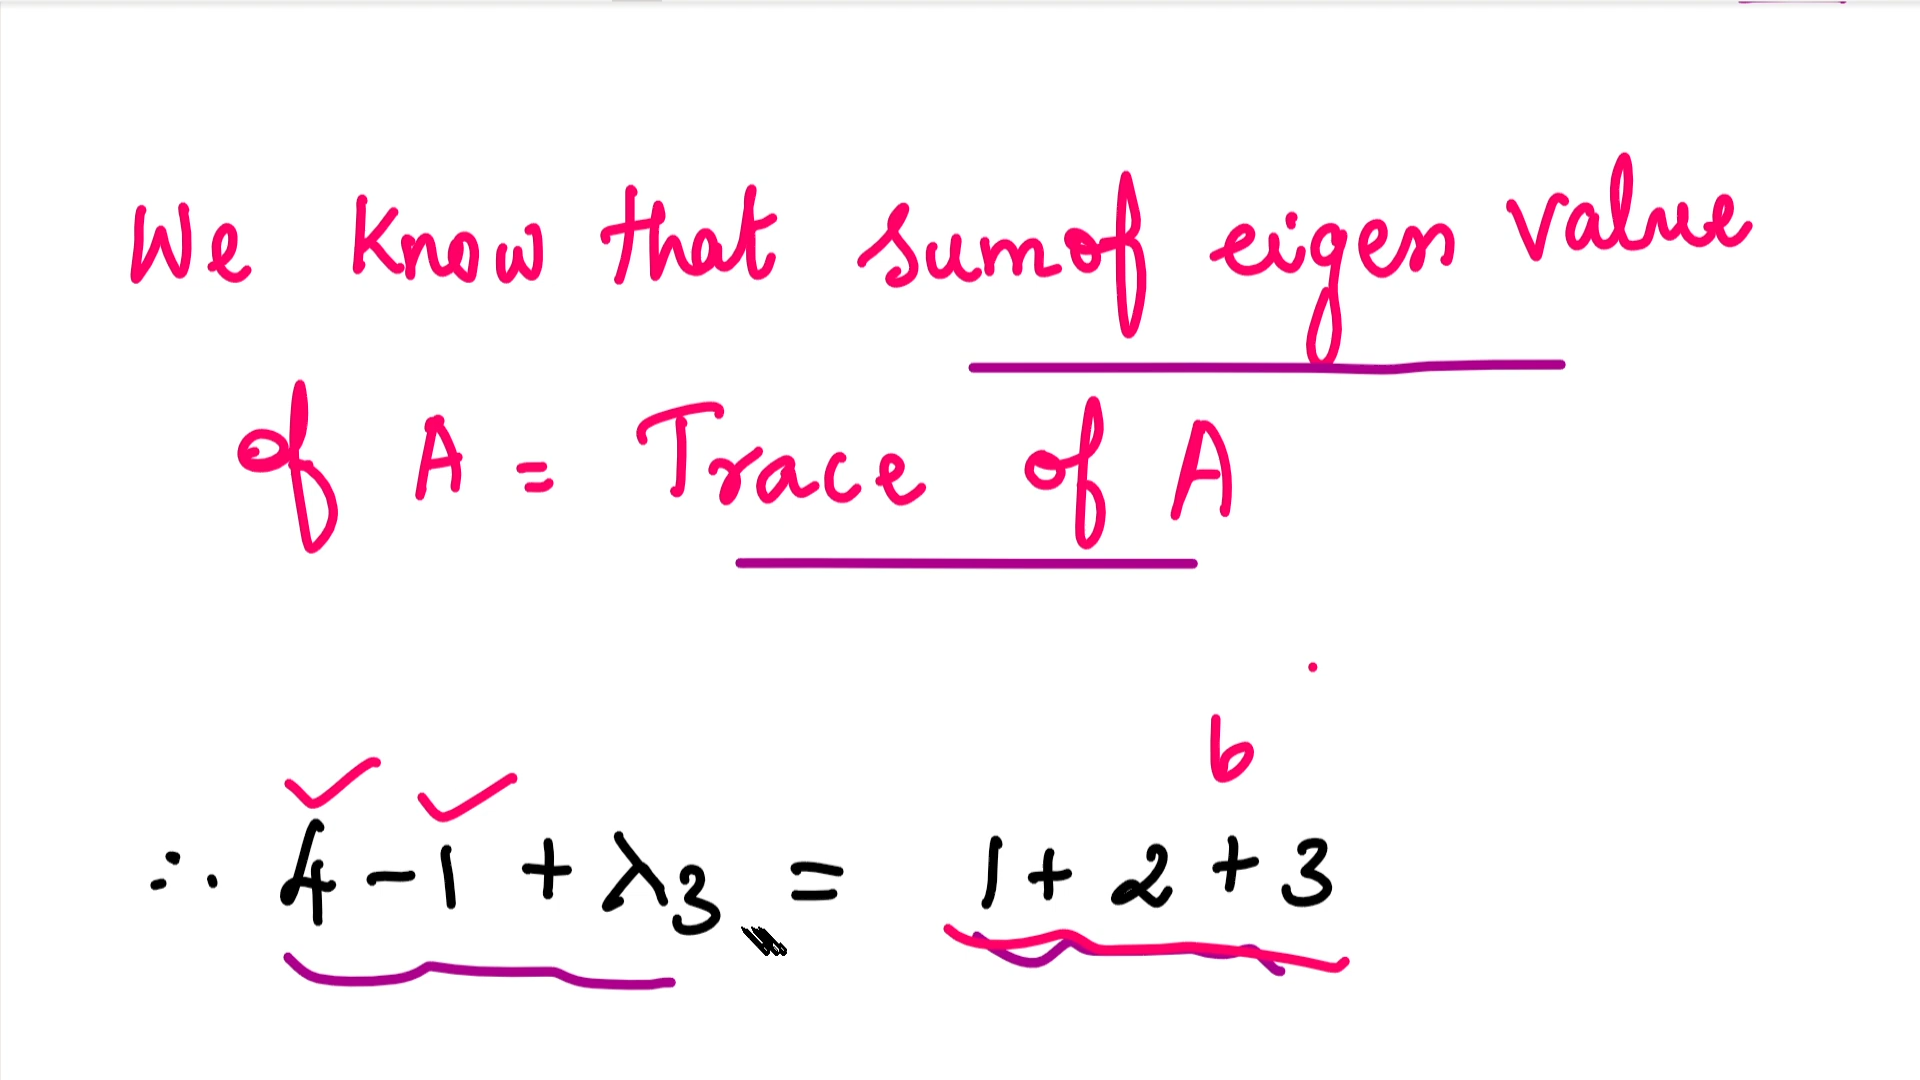 We know that sum of eigen value
of A = Trace of A
6
∴ 4 - 1 + λ3 = 1 + 2 + 3